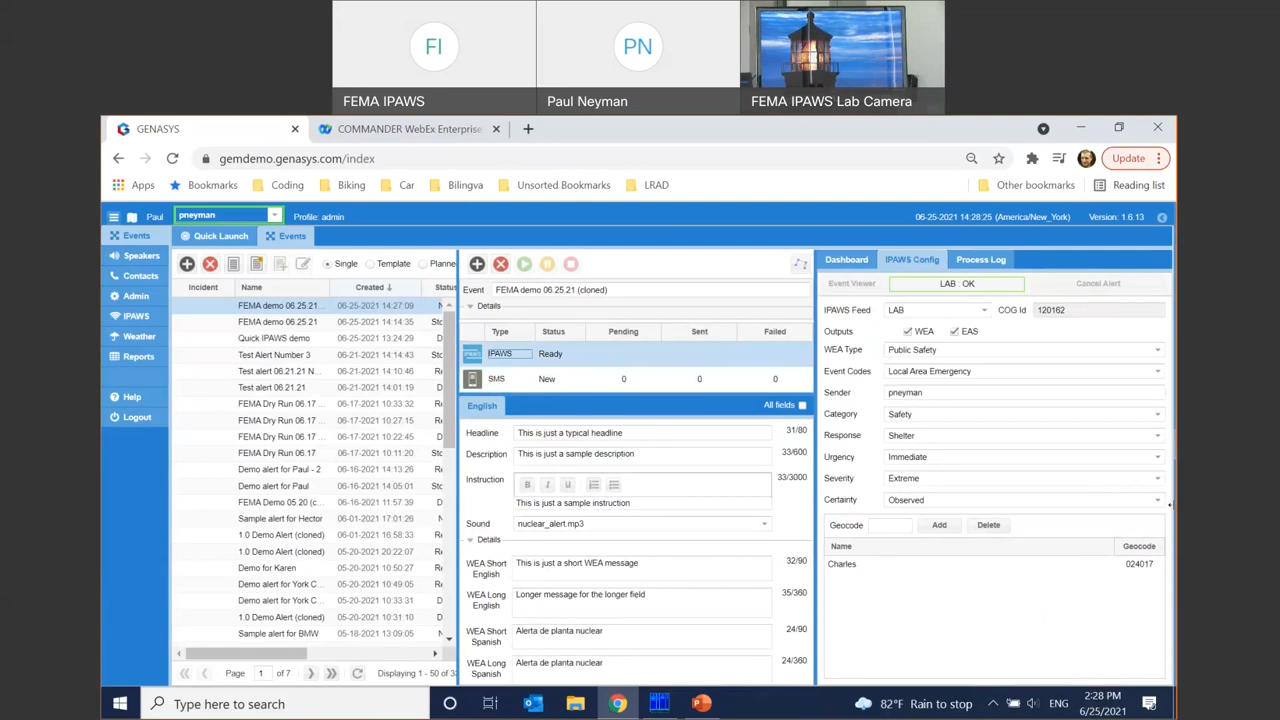 FI
PN
FEMA IPAWS
Paul Neyman
FEMA IPAWS Lab Camera
GENASYS
COMMANDER WebEx Enterprise
gemdemo.genasys.com/index
Update
Apps
Bookmarks
Coding
Biking
Car
Bilingva
Unsorted Bookmarks
LRAD
Other bookmarks
Reading list
Paul
pneyman
Profile: admin
06-25-2021 14:28:25 (America/New_York)
Version: 1.6.13
Events
Speakers
Contacts
Admin
IPAWS
Weather
Reports
Help
Logout
Quick Launch
Events
Single
Template
Planne
Incident Name Created Status
FEMA demo 06.25.21... 06-25-2021 14:27:09 N
FEMA demo 06.25.21 06-25-2021 14:14:35 Sto
Quick IPAWS demo 06-25-2021 13:24:29 D
Test Alert Number 3 06-21-2021 14:14:43 Re
Test alert 06.21.21 N... 06-21-2021 14:10:46 Re
Test alert 06.21.21 06-21-2021 14:01:19 D
FEMA Dry Run 06.17 ... 06-17-2021 10:33:32 Re
FEMA Dry Run 06.17 ... 06-17-2021 10:22:45 D
FEMA Dry Run 06.17 ... 06-17-2021 10:11:20 Sto
Demo alert for Paul - 2 06-16-2021 14:13:26 D
Demo alert for Paul 06-16-2021 14:05:01 Sto
FEMA Demo 05.20 (c... 06-16-2021 11:57:39 D
Sample alert for Hector 06-01-2021 17:01:26 D
1.0 Demo Alert (cloned) 06-01-2021 16:58:33 D
1.0 Demo Alert (cloned) 05-20-2021 20:22:07 Re
Demo for Karen 05-20-2021 10:50:27 Re
Demo alert for York C... 05-20-2021 10:49:05 Re
Demo alert for York C... 05-20-2021 10:33:31 D
1.0 Demo Alert (cloned) 05-20-2021 10:31:10 D
Sample alert for BMW 05-18-2021 13:09:05 N
Page 1 of 7
Displaying 1 - 50 of 33
Event FEMA demo 06.25.21 (cloned)
Details
Type Status Pending Sent Failed
IPAWS Ready
SMS New 0 0 0
English
All fields
Headline This is just a typical headline 31/80
Description This is just a sample description 33/600
Instruction B I U 33/3000
This is just a sample instruction
Sound nuclear_alert.mp3
Details
WEA Short English This is just a short WEA message 32/90
WEA Long English Longer message for the longer field 35/360
WEA Short Spanish Alerta de planta nuclear 24/90
WEA Long Spanish Alerta de planta nuclear 24/360
Dashboard
IPAWS Config
Process Log
Event Viewer
LAB : OK
Cancel Alert
IPAWS Feed LAB COG Id 120162
Outputs WEA EAS
WEA Type Public Safety
Event Codes Local Area Emergency
Sender pneyman
Category Safety
Response Shelter
Urgency Immediate
Severity Extreme
Certainty Observed
Geocode Add Delete
Name Geocode
Charles 024017
Type here to search
82°F Rain to stop
ENG
2:28 PM
6/25/2021